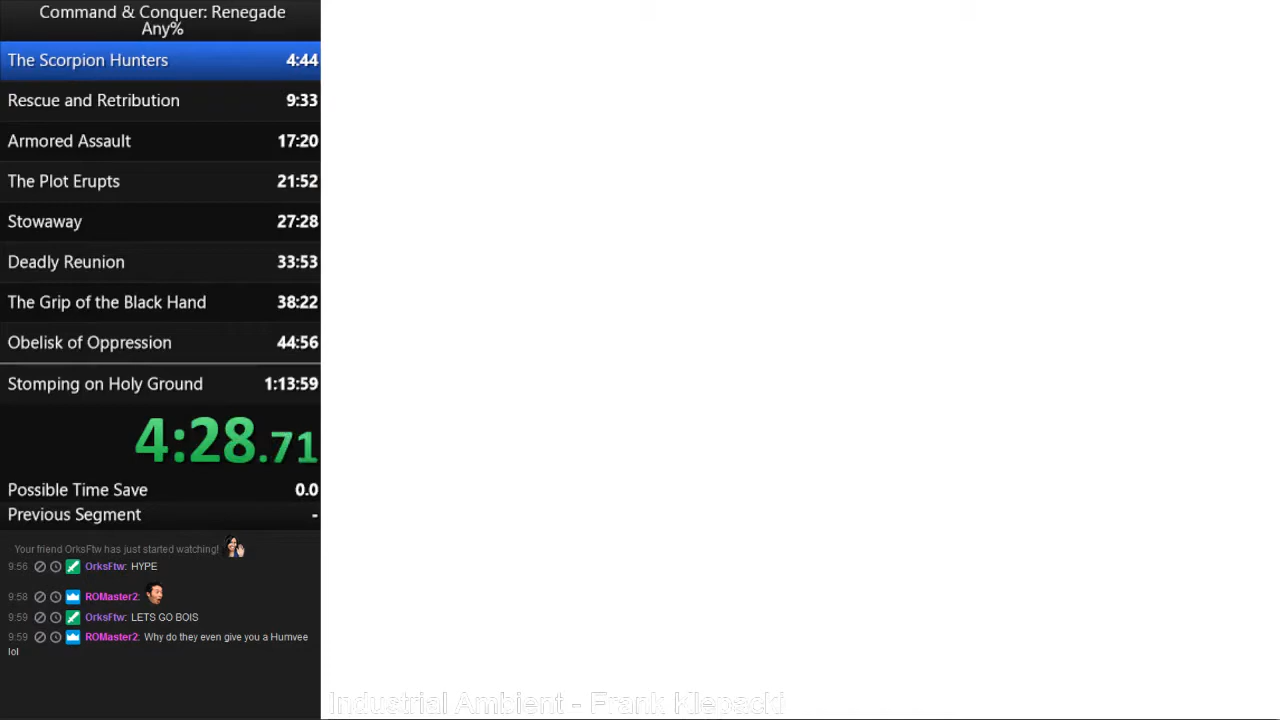 Command & Conquer: Renegade
Any%
The Scorpion Hunters 4:44
Rescue and Retribution 9:33
Armored Assault 17:20
The Plot Erupts 21:52
Stowaway 27:28
Deadly Reunion 33:53
The Grip of the Black Hand 38:22
Obelisk of Oppression 44:56
Stomping on Holy Ground 1:13:59
4:28.71
Possible Time Save 0.0
Previous Segment -
Your friend OrksFtw has just started watching!
9:56 OrksFtw: HYPE
9:58 ROMaster2:
9:59 OrksFtw: LETS GO BOIS
9:59 ROMaster2: Why do they even give you a Humvee
lol
Industrial Ambient - Frank Klepacki